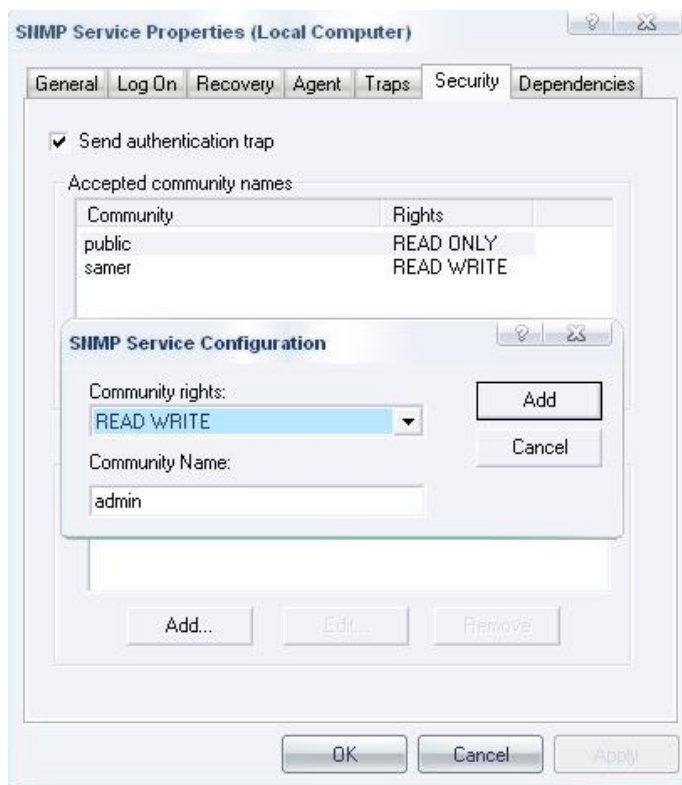 SNMP Service Properties (Local Computer)
General Log On Recovery Agent Traps Security Dependencies
Send authentication trap
Accepted community names
Community Rights
public READ ONLY
samer READ WRITE
SNMP Service Configuration
Community rights:
READ WRITE
Add
Cancel
Community Name:
admin
Add... Edit... Remove
OK Cancel Apply